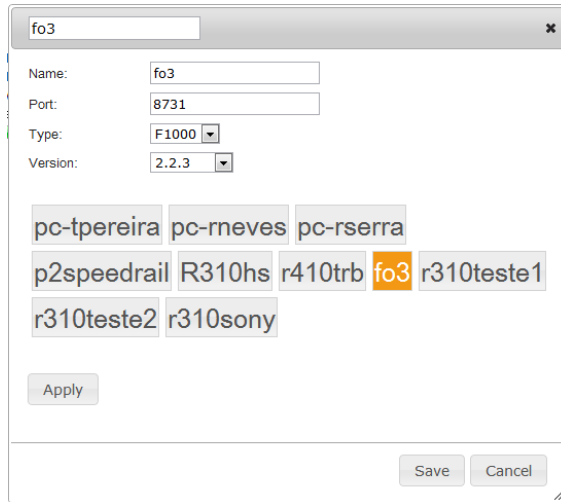 fo3
Name: fo3
Port: 8731
Type: F1000
Version: 2.2.3
pc-tpereira pc-rneves pc-rserra
p2speedrail R310hs r410trb fo3 r310teste1
r310teste2 r310sony
Apply
Save Cancel